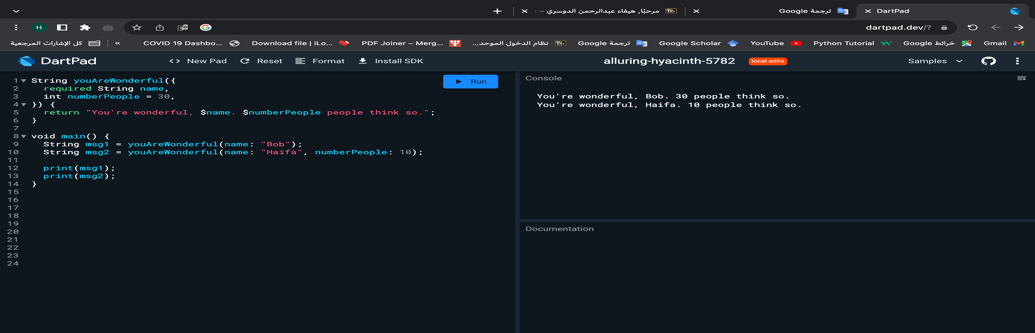 مرحبًا, هيفاء عبدالرحمن الدوسري – :
ترجمة Google
DartPad
H
dartpad.dev/?
كل الإشارات المرجعية
«
COVID 19 Dashbo...
Download file | iLo...
PDF Joiner – Merg...
نظام الدخول الموحد...
ترجمة Google
Google Scholar
YouTube
Python Tutorial
خرائط Google
Gmail
DartPad
<> New Pad
Reset
Format
Install SDK
alluring-hyacinth-5782
local edits
Samples
1 String youAreWonderful({
2 required String name,
3 int numberPeople = 30,
4 }) {
5 return "You're wonderful, $name. $numberPeople people think so.";
6 }
7
8 void main() {
9 String msg1 = youAreWonderful(name: "Bob");
10 String msg2 = youAreWonderful(name: "Haifa", numberPeople: 10);
11
12 print(msg1);
13 print(msg2);
14 }
15
16
17
18
19
20
21
22
23
24
Run
Console
You're wonderful, Bob. 30 people think so.
You're wonderful, Haifa. 10 people think so.
Documentation